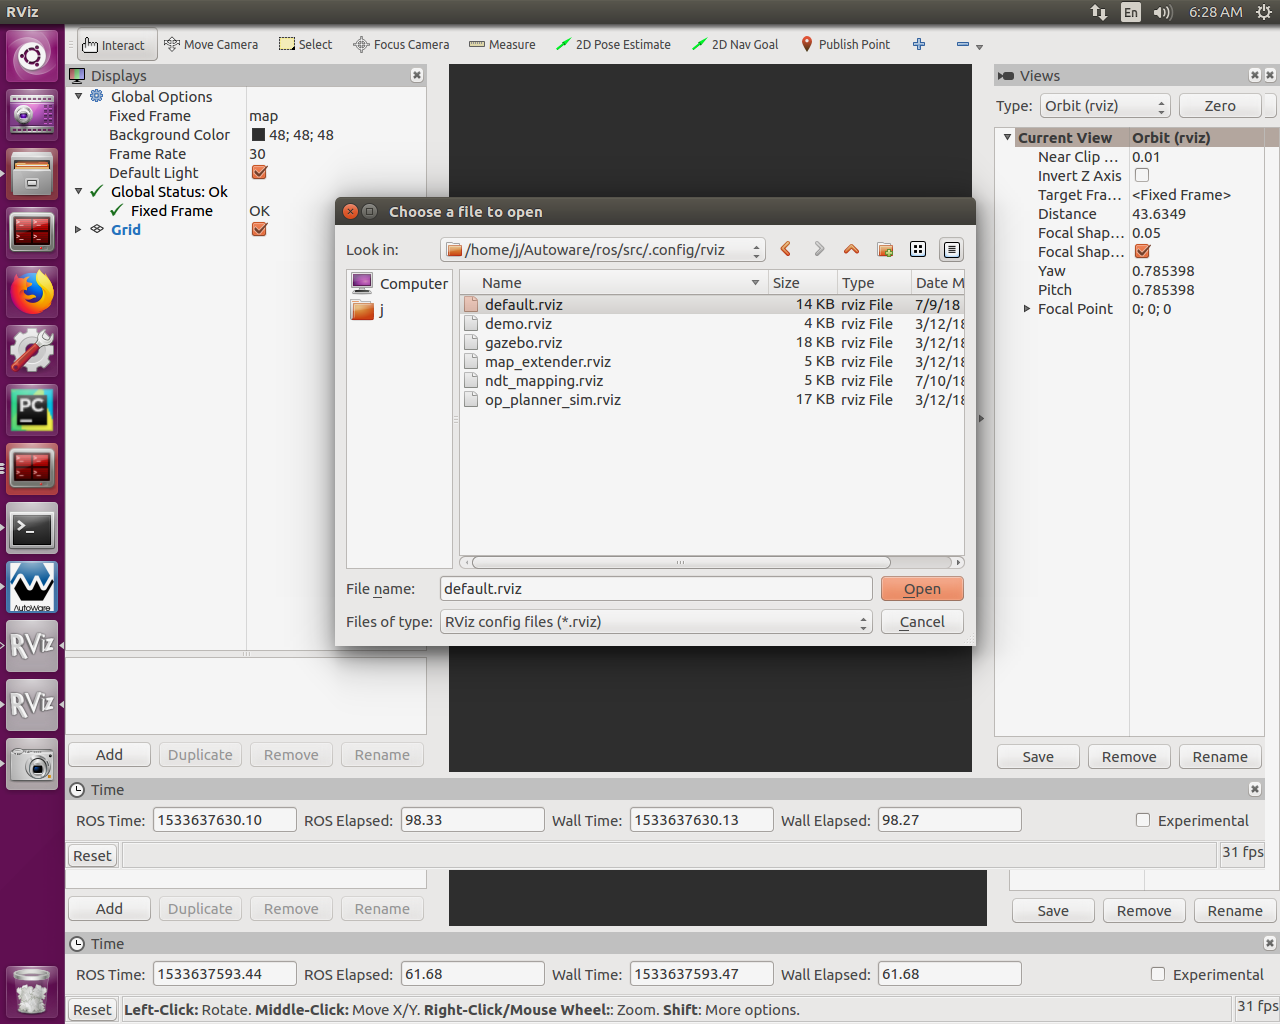 RViz
En
6:28 AM
Interact
Move Camera
Select
Focus Camera
Measure
2D Pose Estimate
2D Nav Goal
Publish Point
Displays
Global Options
Fixed Frame map
Background Color 48; 48; 48
Frame Rate 30
Default Light
Global Status: Ok
Fixed Frame OK
Grid
Views
Type: Orbit (rviz) Zero
Current View Orbit (rviz)
Near Clip ... 0.01
Invert Z Axis
Target Fra... <Fixed Frame>
Distance 43.6349
Focal Shap... 0.05
Focal Shap...
Yaw 0.785398
Pitch 0.785398
Focal Point 0; 0; 0
Choose a file to open
Look in: /home/j/Autoware/ros/src/.config/rviz
Computer
j
Name Size Type Date M
default.rviz 14 KB rviz File 7/9/18
demo.rviz 4 KB rviz File 3/12/18
gazebo.rviz 18 KB rviz File 3/12/18
map_extender.rviz 5 KB rviz File 3/12/18
ndt_mapping.rviz 5 KB rviz File 7/10/18
op_planner_sim.rviz 17 KB rviz File 3/12/18
File name: default.rviz Open
Files of type: RViz config files (*.rviz) Cancel
PC
AutoWare
RViz
RViz
Add Duplicate Remove Rename
Save Remove Rename
Time
ROS Time: 1533637630.10 ROS Elapsed: 98.33 Wall Time: 1533637630.13 Wall Elapsed: 98.27 Experimental
Reset 31 fps
Add Duplicate Remove Rename
Save Remove Rename
Time
ROS Time: 1533637593.44 ROS Elapsed: 61.68 Wall Time: 1533637593.47 Wall Elapsed: 61.68 Experimental
Reset Left-Click: Rotate. Middle-Click: Move X/Y. Right-Click/Mouse Wheel:: Zoom. Shift: More options. 31 fps